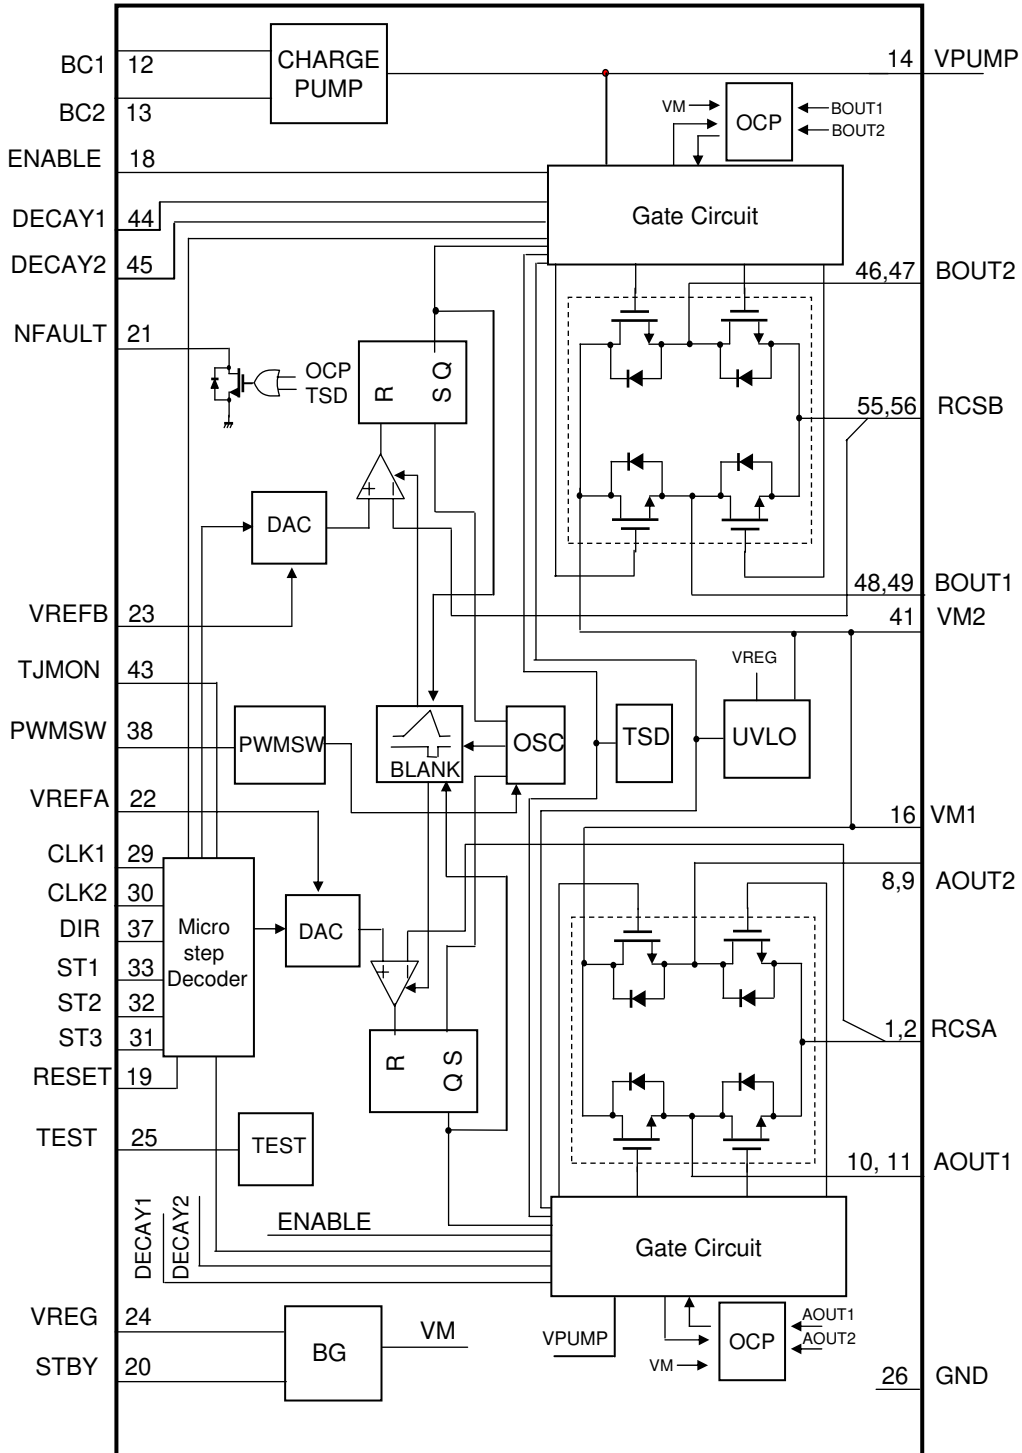 BC1 12
CHARGE
PUMP
14 VPUMP
BC2 13
VM
OCP
BOUT1
BOUT2
ENABLE 18
DECAY1 44
Gate Circuit
DECAY2 45
46,47 BOUT2
NFAULT 21
OCP
TSD
R
S Q
55,56 RCSB
+ −
DAC
48,49 BOUT1
VREFB 23
41 VM2
VREG
TJMON 43
PWMSW 38
PWMSW
BLANK
OSC
TSD
UVLO
VREFA 22
16 VM1
CLK1 29
8,9 AOUT2
CLK2 30
DIR 37
Micro
step
Decoder
DAC
ST1 33
+ −
ST2 32
ST3 31
1,2 RCSA
R
Q S
RESET 19
TEST 25
TEST
10, 11 AOUT1
DECAY1
DECAY2
ENABLE
Gate Circuit
VREG 24
BG
VM
VPUMP
OCP
AOUT1
AOUT2
VM
STBY 20
26 GND